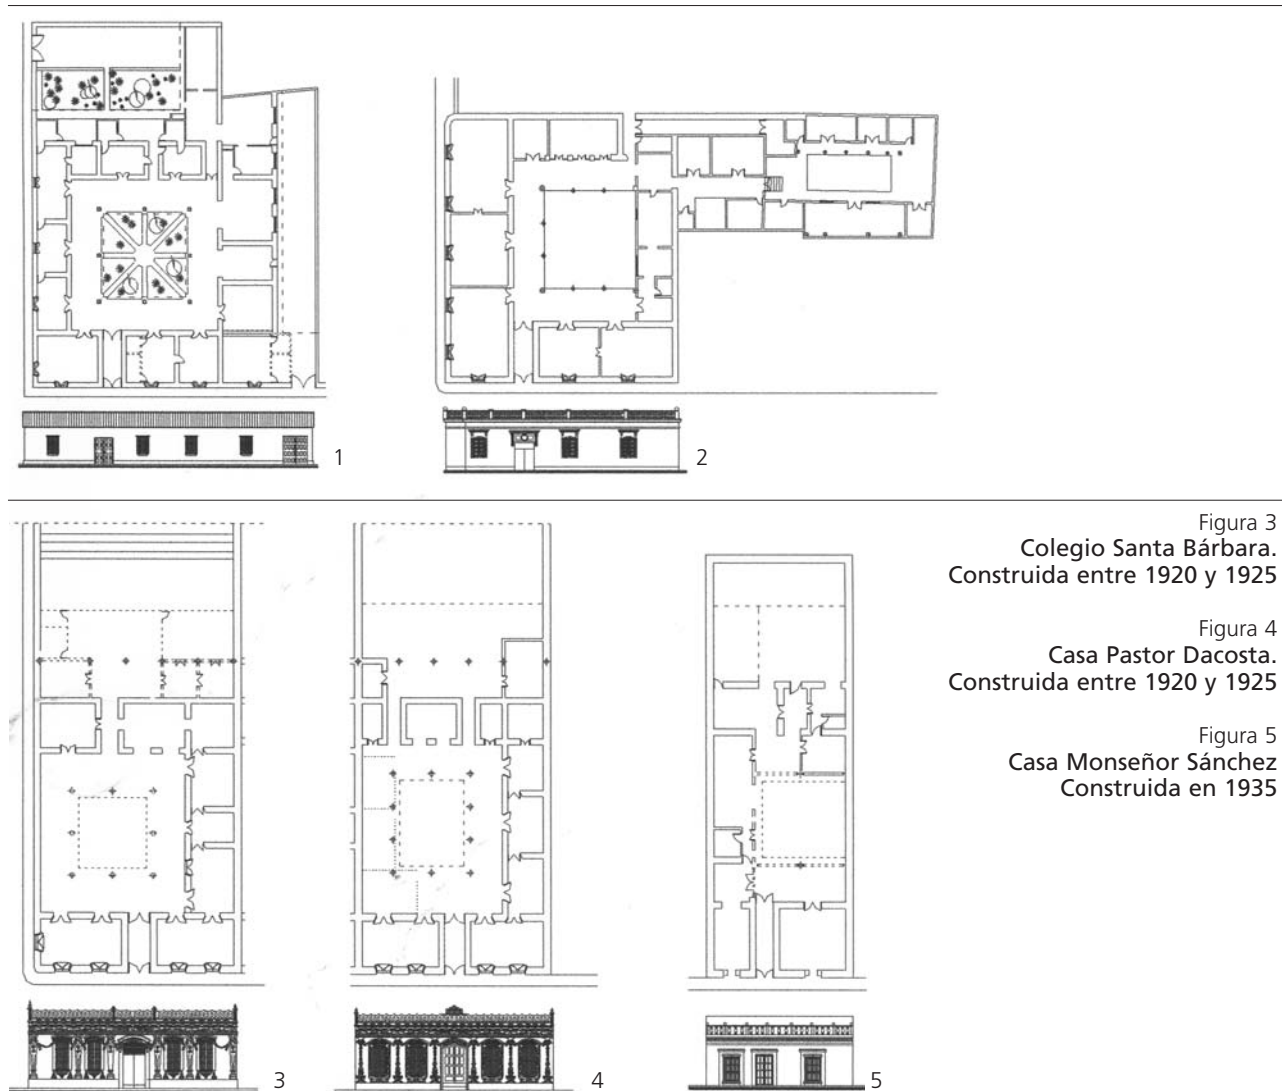 1
2
Figura 3
Colegio Santa Bárbara.
Construida entre 1920 y 1925
Figura 4
Casa Pastor Dacosta.
Construida entre 1920 y 1925
Figura 5
Casa Monseñor Sánchez
Construida en 1935
3
4
5